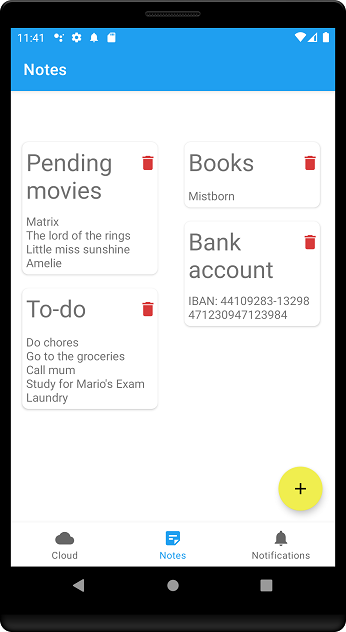 11:41
Notes
Pending
movies
Matrix
The lord of the rings
Little miss sunshine
Amelie
Books
Mistborn
Bank
account
IBAN: 44109283-13298
471230947123984
To-do
Do chores
Go to the groceries
Call mum
Study for Mario's Exam
Laundry
+
Cloud
Notes
Notifications